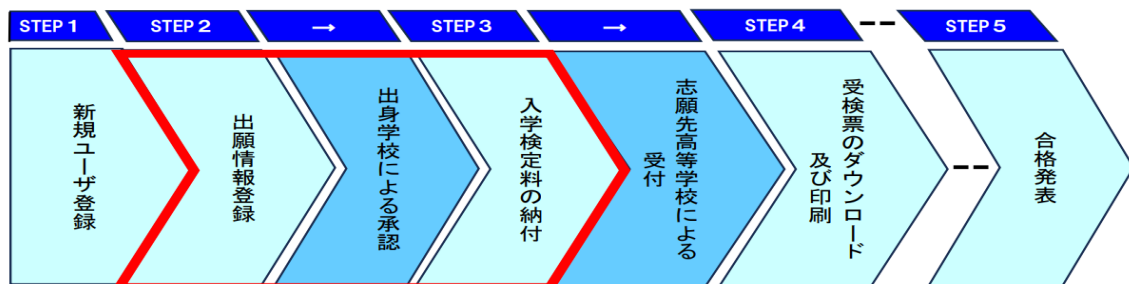 STEP 1
STEP 2
→
STEP 3
→
STEP 4
STEP 5
新規ユーザ登録
出願情報登録
出身学校による承認
入学検定料の納付
志願先高等学校による
受付
受検票のダウンロード
及び印刷
合格発表